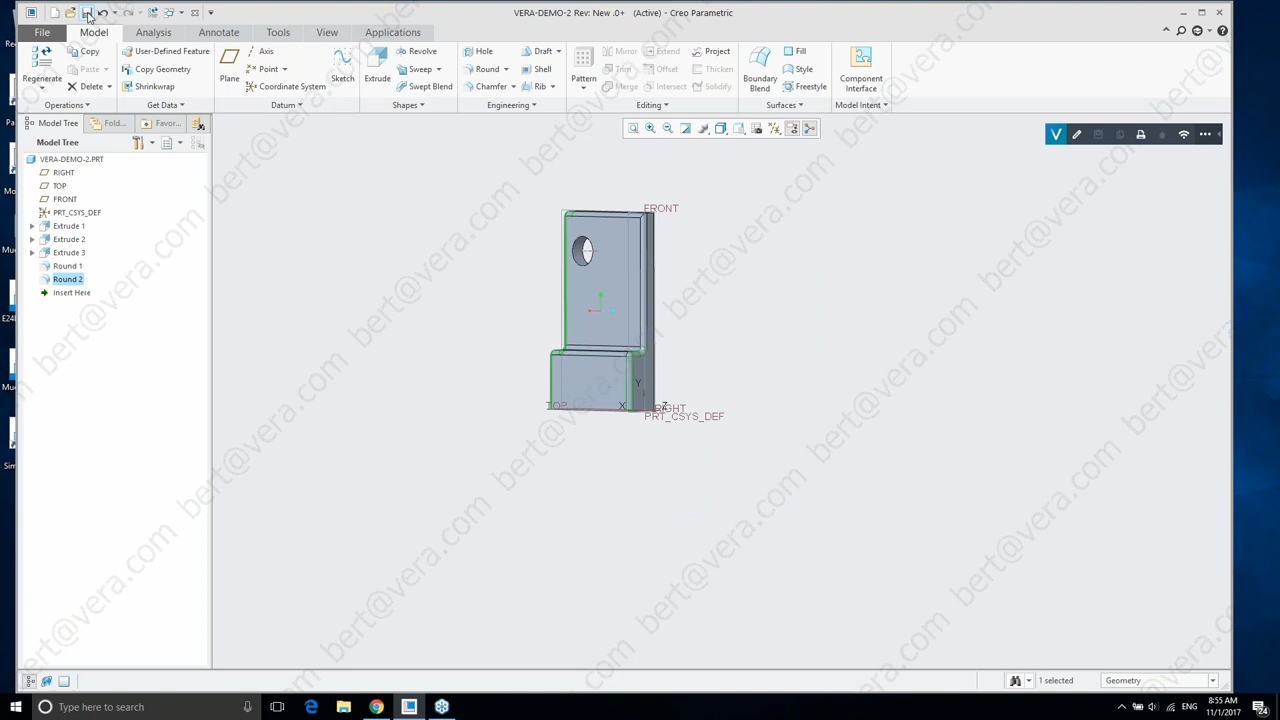 VERA-DEMO-2 Rev: New .0+ (Active) - Creo Parametric
File Model Analysis Annotate Tools View Applications
Regenerate
Copy
Paste
Delete
Operations
User-Defined Feature
Copy Geometry
Shrinkwrap
Get Data
Plane
Axis
Point
Coordinate System
Datum
Sketch
Extrude
Revolve
Sweep
Swept Blend
Shapes
Hole
Round
Chamfer
Draft
Shell
Rib
Engineering
Pattern
Mirror
Trim
Merge
Extend
Offset
Intersect
Project
Thicken
Solidify
Editing
Boundary Blend
Fill
Style
Freestyle
Surfaces
Component Interface
Model Intent
Model Tree Fold... Favor...
Model Tree
VERA-DEMO-2.PRT
RIGHT
TOP
FRONT
PRT_CSYS_DEF
Extrude 1
Extrude 2
Extrude 3
Round 1
Round 2
Insert Here
FRONT
Y
TOP
X
Z
RIGHT
PRT_CSYS_DEF
bert@vera.com
1 selected
Geometry
Type here to search
ENG
8:55 AM
11/1/2017
24